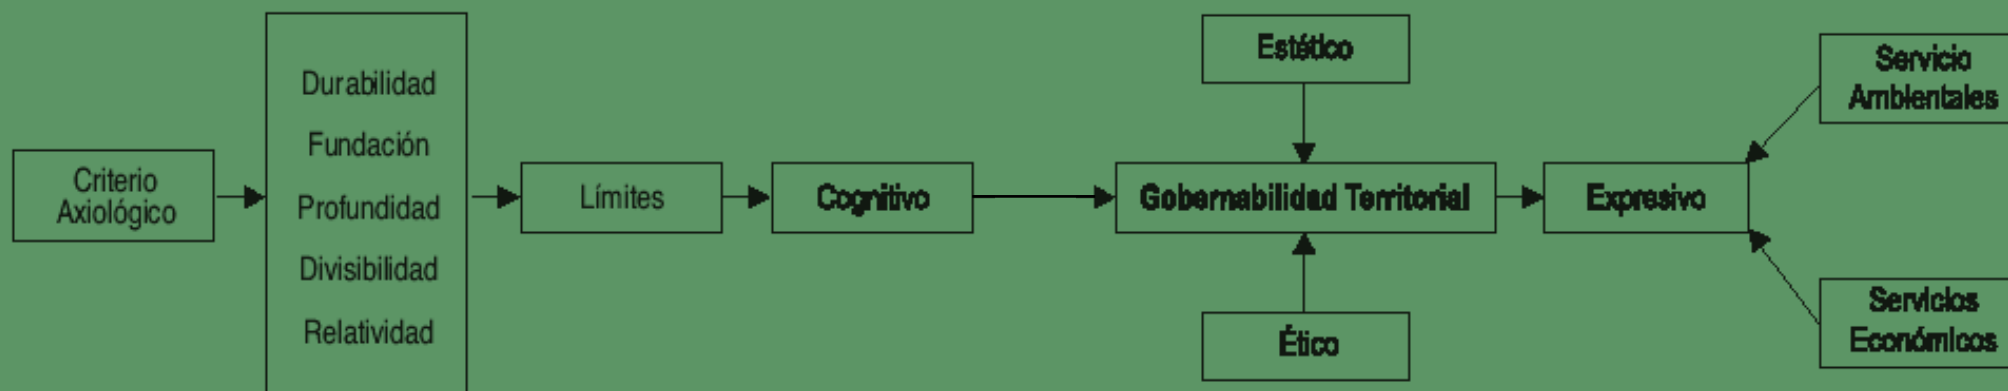 Criterio
Axiológico
Durabilidad
Fundación
Profundidad
Divisibilidad
Relatividad
Límites
Cognitivo
Estético
Gobernabilidad Territorial
Ético
Expresivo
Servicio
Ambientales
Servicios
Económicos